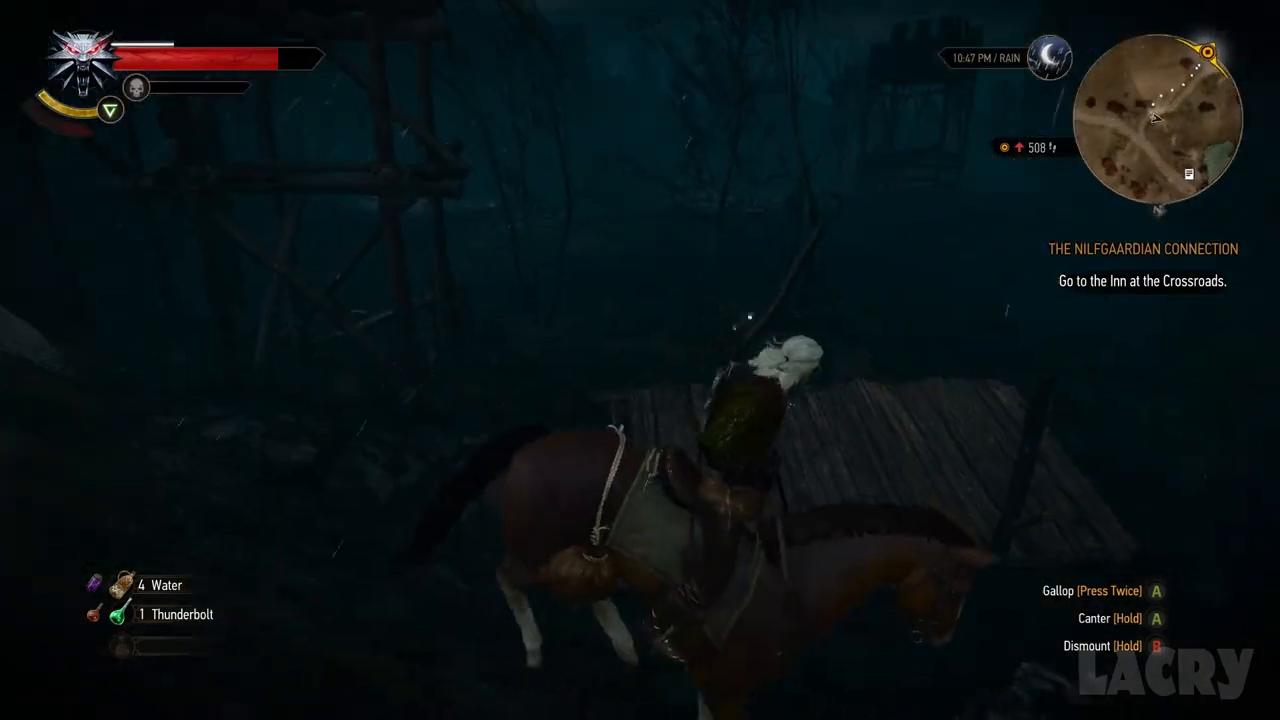 10:47 PM / RAIN
508
N
THE NILFGAARDIAN CONNECTION
Go to the Inn at the Crossroads.
4 Water
1 Thunderbolt
Gallop [Press Twice] A
Canter [Hold] A
Dismount [Hold] B
LACRY